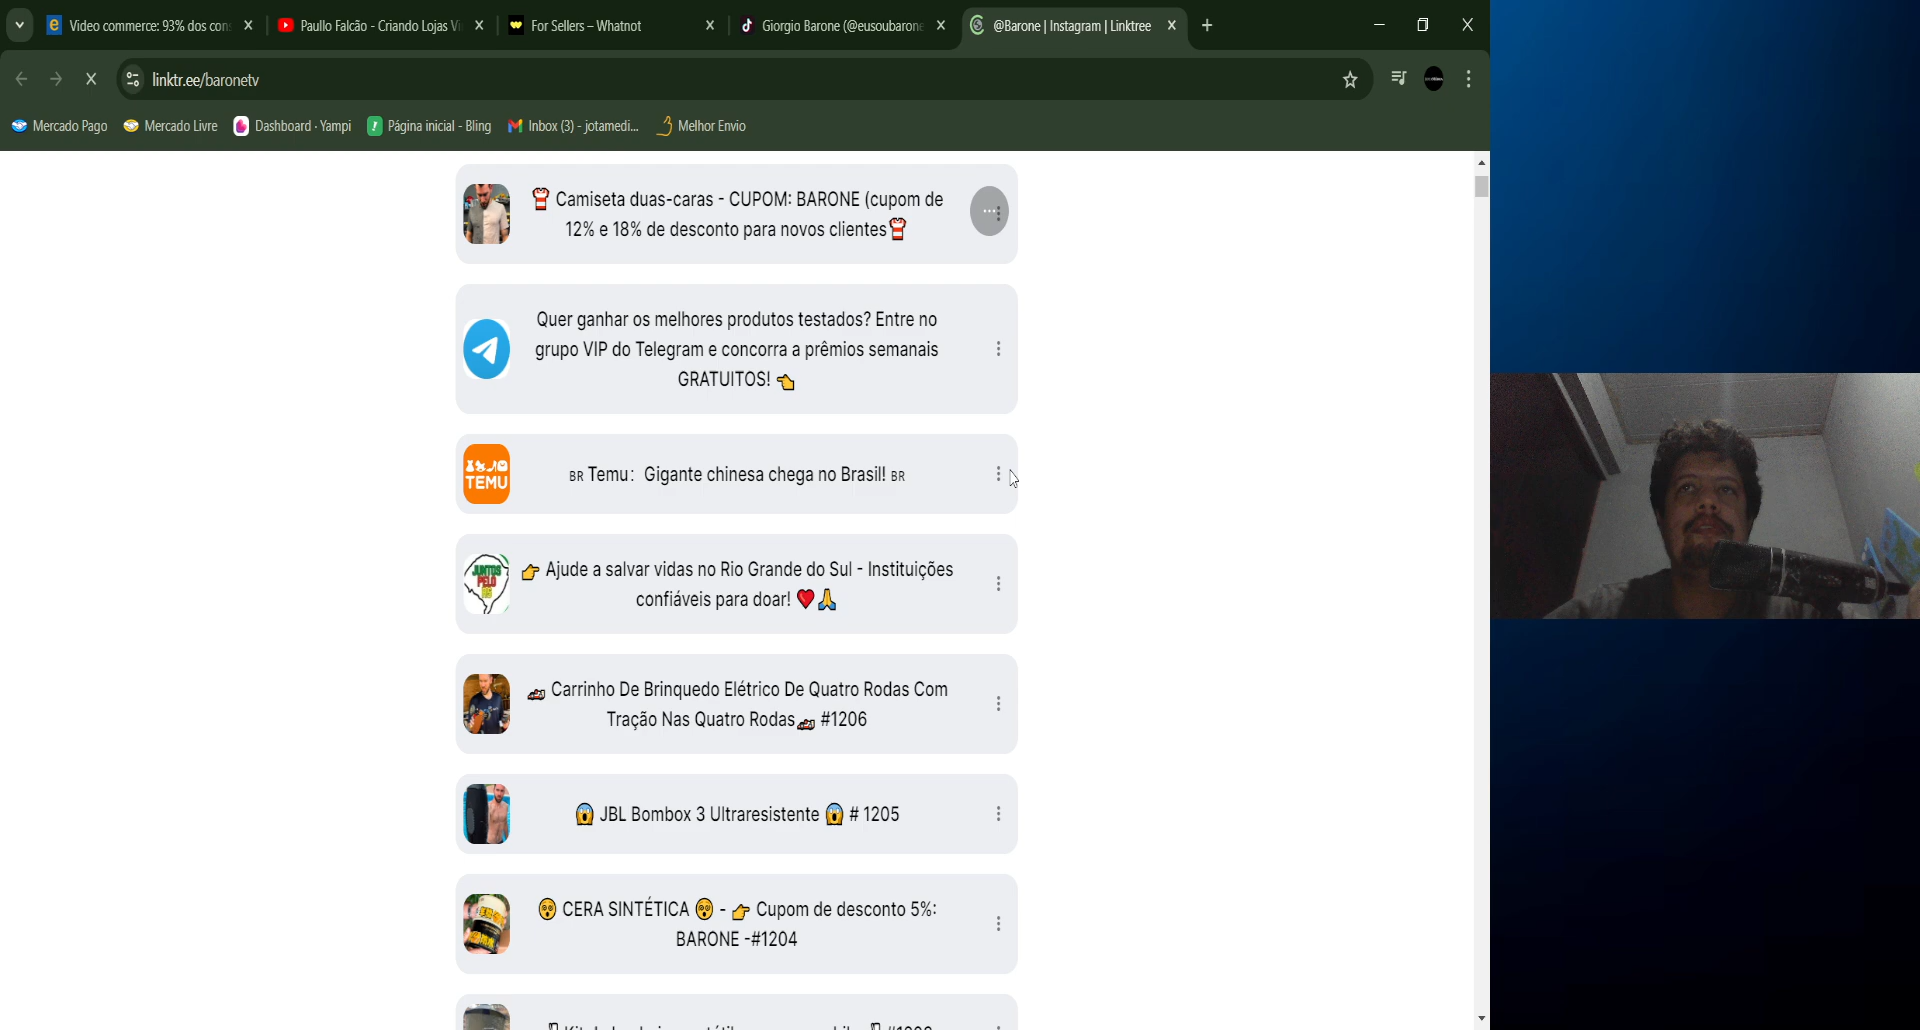 Video commerce: 93% dos con
Paullo Falcão - Criando Lojas Vi
For Sellers – Whatnot
Giorgio Barone (@eusoubarone
@Barone | Instagram | Linktree
linktr.ee/baronetv
Mercado Pago
Mercado Livre
Dashboard · Yampi
Página inicial - Bling
Inbox (3) - jotamedi...
Melhor Envio
Camiseta duas-caras - CUPOM: BARONE (cupom de
12% e 18% de desconto para novos clientes
Quer ganhar os melhores produtos testados? Entre no
grupo VIP do Telegram e concorra a prêmios semanais
GRATUITOS! 👈
TEMU
BR Temu: Gigante chinesa chega no Brasil! BR
JUNTOS
PELO
RS
👉 Ajude a salvar vidas no Rio Grande do Sul - Instituições
confiáveis para doar! ❤️🙏
🏎 Carrinho De Brinquedo Elétrico De Quatro Rodas Com
Tração Nas Quatro Rodas🏎 #1206
😱 JBL Bombox 3 Ultraresistente 😱 # 1205
😵 CERA SINTÉTICA 😵 - 👉 Cupom de desconto 5%:
BARONE -#1204